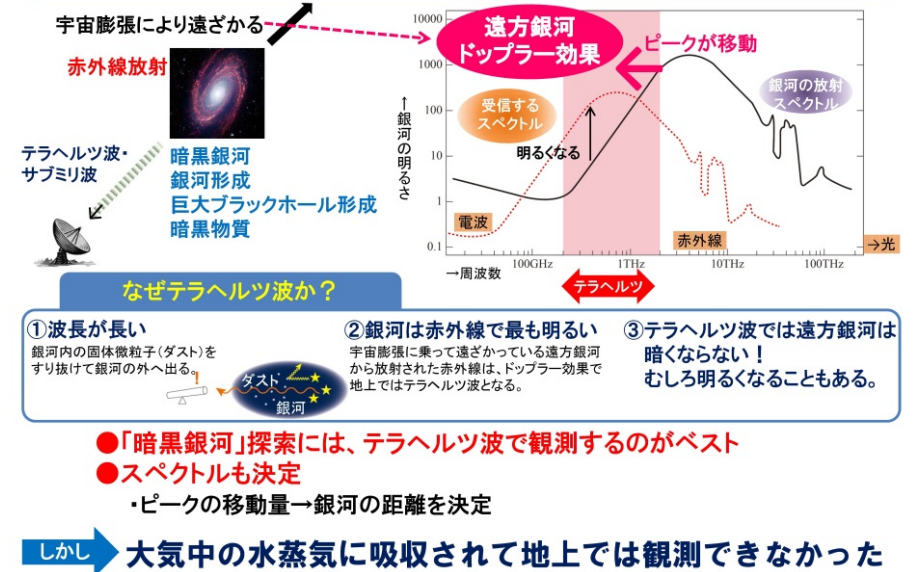 宇宙膨張により遠ざかる
赤外線放射
テラヘルツ波・
サブミリ波
暗黒銀河
銀河形成
巨大ブラックホール形成
暗黒物質
遠方銀河
ドップラー効果
ピークが移動
受信する
スペクトル
銀河の放射
スペクトル
明るくなる
↑銀河の明るさ
10000
1000
100
10
1
0.1
電波
赤外線
→光
→周波数
100GHz
1THz
10THz
100THz
テラヘルツ
なぜテラヘルツ波か？
①波長が長い
銀河内の固体微粒子(ダスト)を
すり抜けて銀河の外へ出る。
!
ダスト
銀河
②銀河は赤外線で最も明るい
宇宙膨張に乗って遠ざかっている遠方銀河
から放射された赤外線は、ドップラー効果で
地上ではテラヘルツ波となる。
③テラヘルツ波では遠方銀河は
暗くならない！
むしろ明るくなることもある。
●「暗黒銀河」探索には、テラヘルツ波で観測するのがベスト
●スペクトルも決定
・ピークの移動量→銀河の距離を決定
しかし
大気中の水蒸気に吸収されて地上では観測できなかった